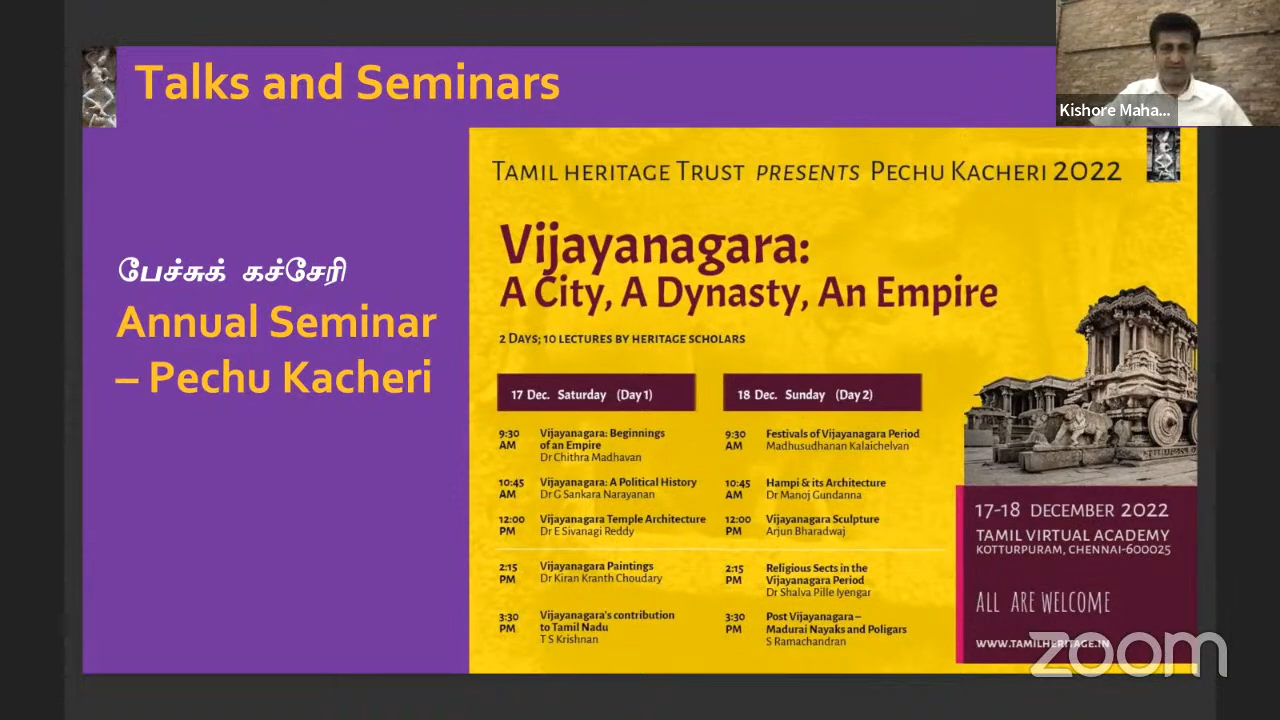 Talks and Seminars
Kishore Maha...
பேச்சுக் கச்சேரி
Annual Seminar
– Pechu Kacheri
TAMIL HERITAGE TRUST PRESENTS PECHU KACHERI 2022
Vijayanagara:
A City, A Dynasty, An Empire
2 DAYS; 10 LECTURES BY HERITAGE SCHOLARS
17 Dec. Saturday (Day 1)
9:30 AM
Vijayanagara: Beginnings
of an Empire
Dr Chithra Madhavan
10:45 AM
Vijayanagara: A Political History
Dr G Sankara Narayanan
12:00 PM
Vijayanagara Temple Architecture
Dr E Sivanagi Reddy
2:15 PM
Vijayanagara Paintings
Dr Kiran Kranth Choudary
3:30 PM
Vijayanagara's contribution
to Tamil Nadu
T S Krishnan
18 Dec. Sunday (Day 2)
9:30 AM
Festivals of Vijayanagara Period
Madhusudhanan Kalaichelvan
10:45 AM
Hampi & its Architecture
Dr Manoj Gundanna
12:00 PM
Vijayanagara Sculpture
Arjun Bharadwaj
2:15 PM
Religious Sects in the
Vijayanagara Period
Dr Shalva Pille Iyengar
3:30 PM
Post Vijayanagara –
Madurai Nayaks and Poligars
S Ramachandran
17-18 DECEMBER 2022
TAMIL VIRTUAL ACADEMY
KOTTURPURAM, CHENNAI-600025
ALL ARE WELCOME
WWW.TAMILHERITAGE.IN
zoom